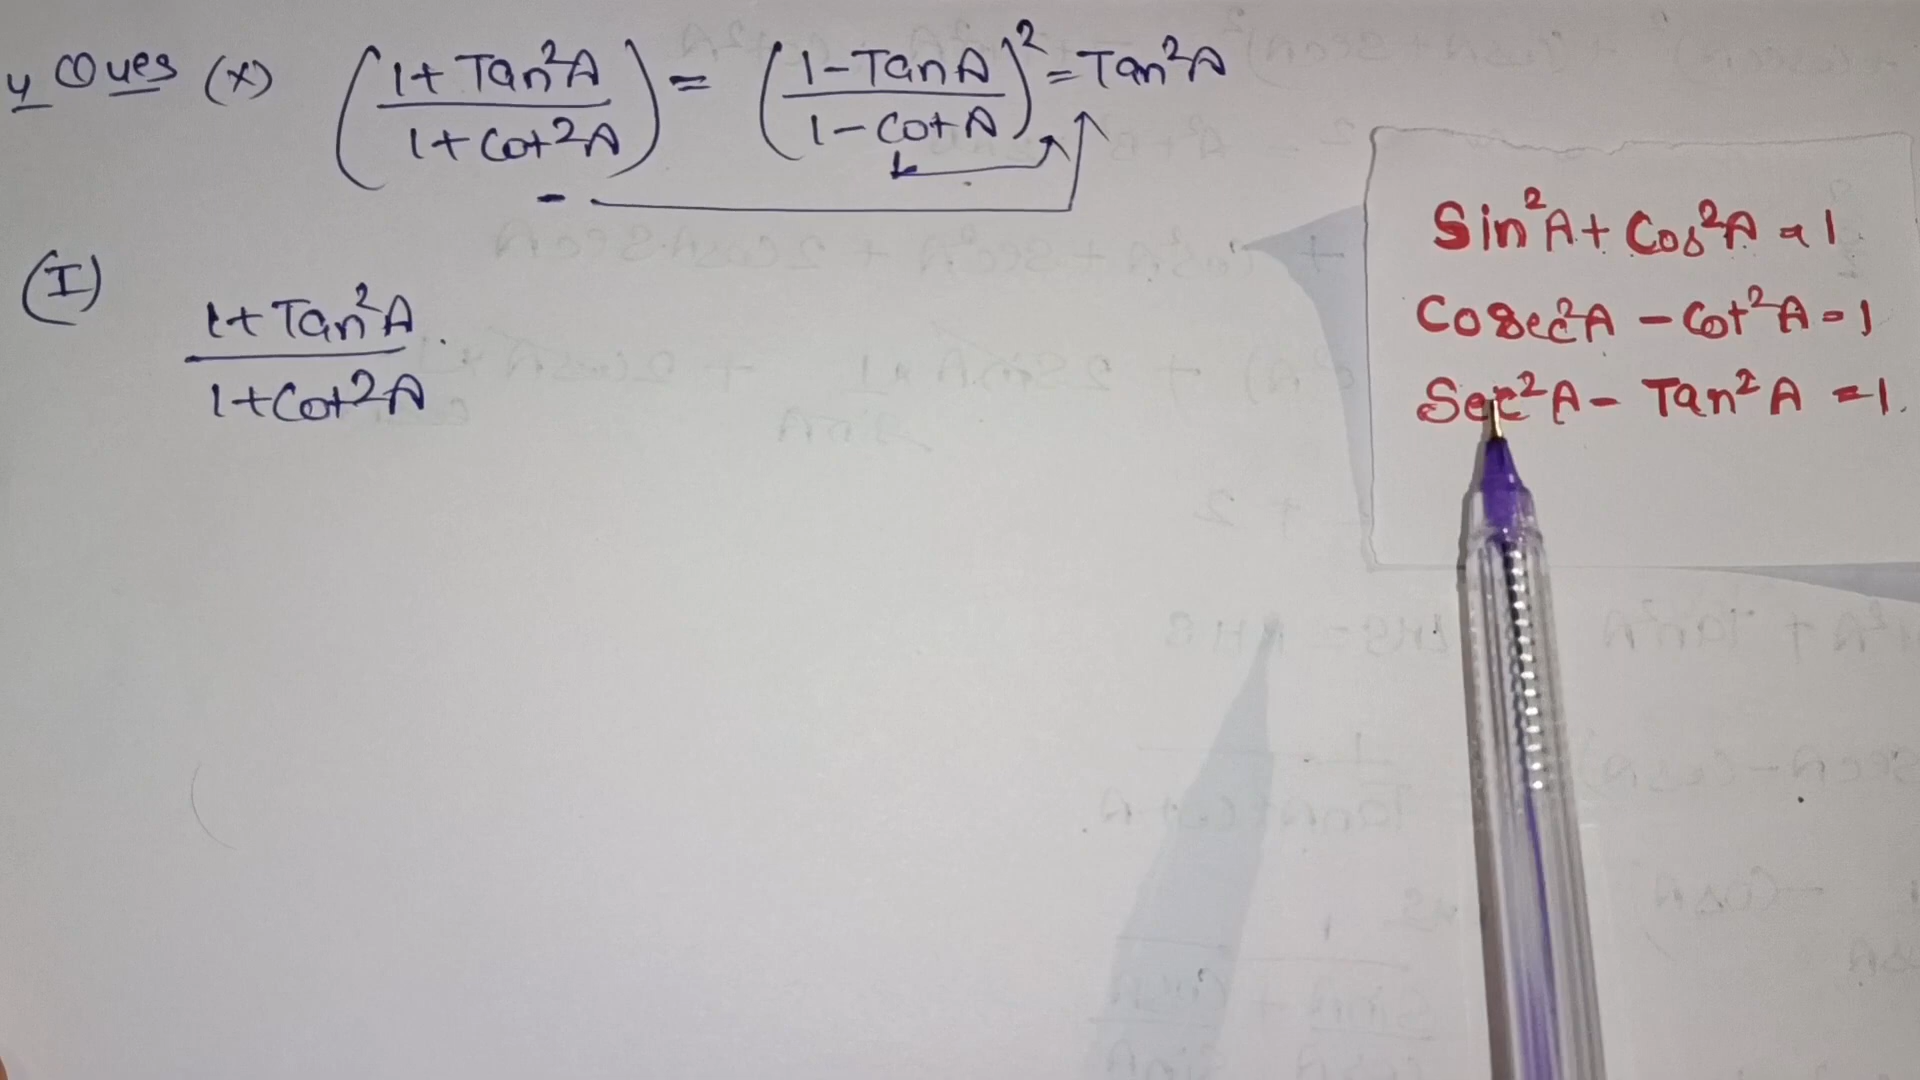 4 Ques (x) (1+Tan²A / 1+Cot²A) = (1-TanA / 1-CotA)² = Tan²A
Sin²A + Cos²A = 1
Cosec²A - Cot²A = 1
Sec²A - Tan²A = 1.
(I) 1+Tan²A / 1+Cot²A